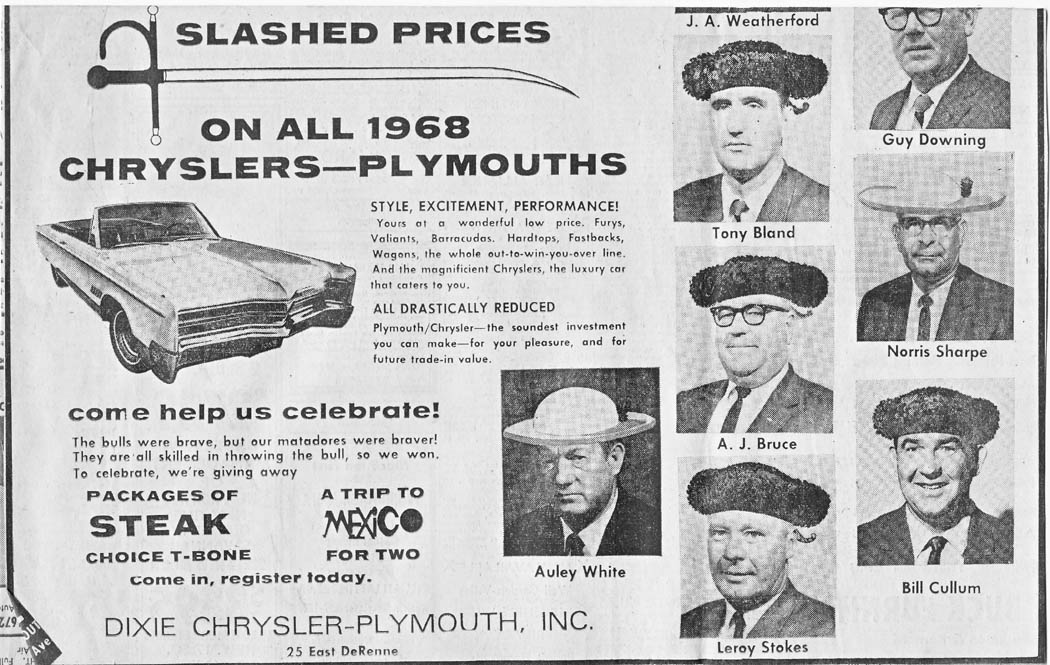 SLASHED PRICES
ON ALL 1968
CHRYSLERS—PLYMOUTHS
STYLE, EXCITEMENT, PERFORMANCE!
Yours at a wonderful low price. Furys,
Valiants, Barracudas. Hardtops, Fastbacks,
Wagons, the whole out-to-win-you-over line.
And the magnificent Chryslers, the luxury car
that caters to you.
ALL DRASTICALLY REDUCED
Plymouth/Chrysler—the soundest investment
you can make—for your pleasure, and for
future trade-in value.
come help us celebrate!
The bulls were brave, but our matadores were braver!
They are all skilled in throwing the bull, so we won.
To celebrate, we're giving away
PACKAGES OF
STEAK
CHOICE T-BONE
A TRIP TO
MEXICO
FOR TWO
Come in, register today.
DIXIE CHRYSLER-PLYMOUTH, INC.
25 East DeRenne
Auley White
J. A. Weatherford
Tony Bland
A. J. Bruce
Leroy Stokes
Guy Downing
Norris Sharpe
Bill Cullum
Ave